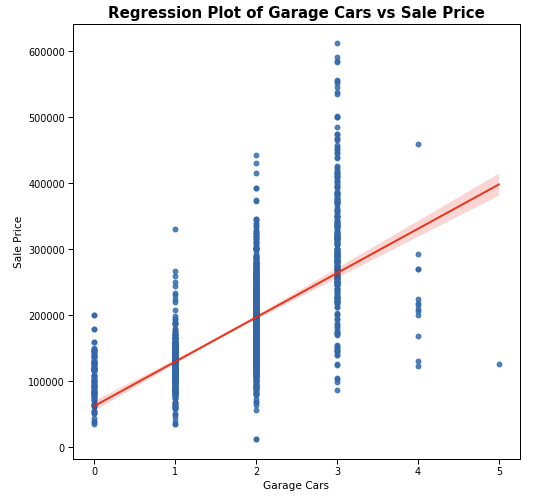 Regression Plot of Garage Cars vs Sale Price
600000
500000
400000
300000
200000
100000
0
Sale Price
0 1 2 3 4 5
Garage Cars